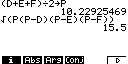 (D+E+F)÷2→P
10.22925469
√(P(P-D)(P-E)(P-F))
15.5
i Abs Arg Conj ▷